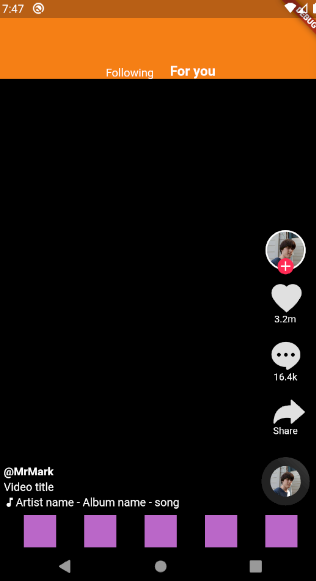 7:47
DEBUG
Following For you
3.2m
16.4k
Share
@MrMark
Video title
Artist name - Album name - song